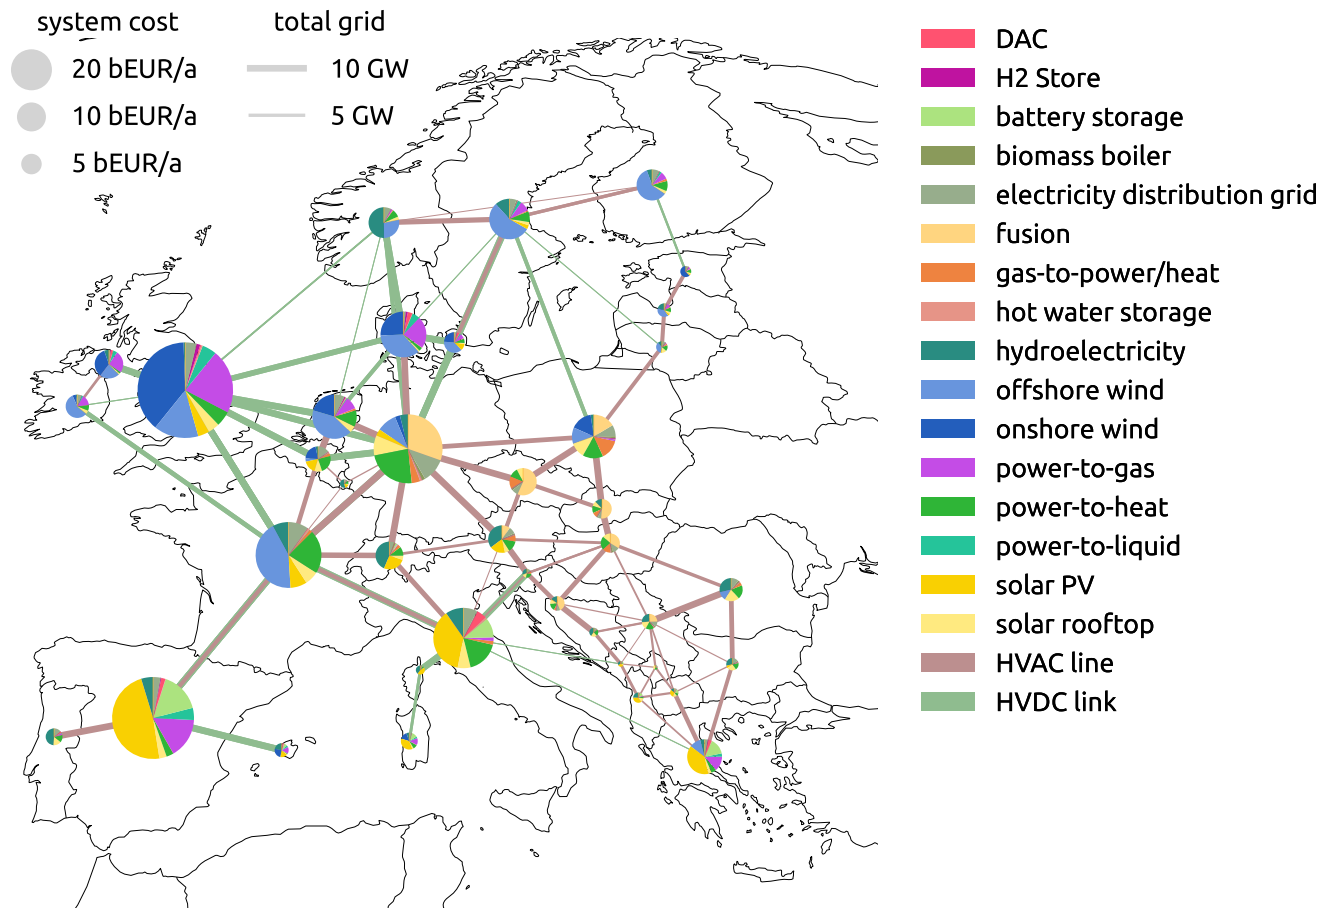 system cost
total grid
20 bEUR/a
10 GW
10 bEUR/a
5 GW
5 bEUR/a
DAC
H2 Store
battery storage
biomass boiler
electricity distribution grid
fusion
gas-to-power/heat
hot water storage
hydroelectricity
offshore wind
onshore wind
power-to-gas
power-to-heat
power-to-liquid
solar PV
solar rooftop
HVAC line
HVDC link